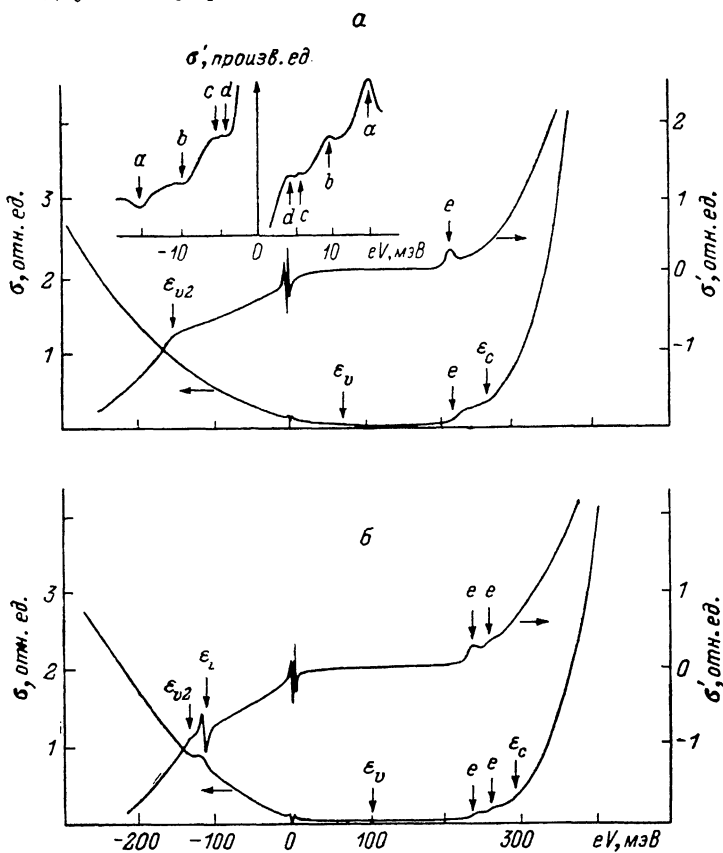 а
σ′, произв. ед.
c d
b
a
a
b
d c
-10 0 10 eV, мэВ
σ, отн. ед.
3
2
1
σ′, отн. ед.
2
1
0
-1
ε_v2
e
ε_v
e
ε_c
б
σ, отн. ед.
3
2
1
σ′, отн. ед.
1
0
-1
ε_v2
ε_i
e e
ε_v
e e
ε_c
-200 -100 0 100 300 eV, мэВ